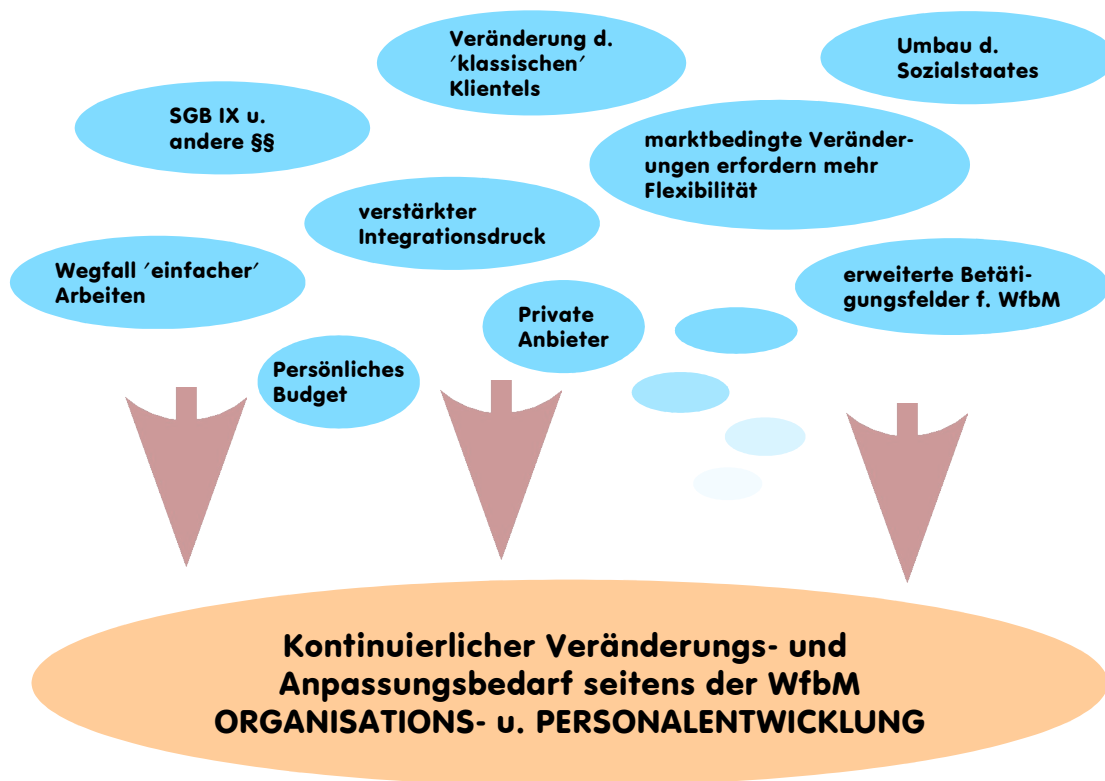 Veränderung d.
´klassischen´
Klientels
Umbau d.
Sozialstaates
SGB IX u.
andere §§
marktbedingte Veränder-
ungen erfordern mehr
Flexibilität
verstärkter
Integrationsdruck
Wegfall ´einfacher´
Arbeiten
erweiterte Betäti-
gungsfelder f. WfbM
Private
Anbieter
Persönliches
Budget
Kontinuierlicher Veränderungs- und
Anpassungsbedarf seitens der WfbM
ORGANISATIONS- u. PERSONALENTWICKLUNG